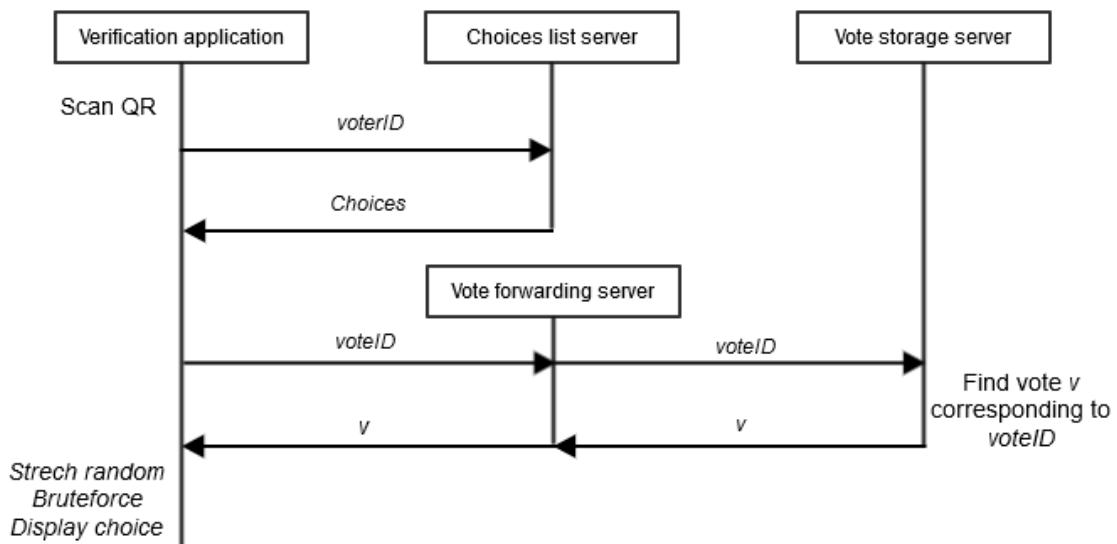 Verification application
Choices list server
Vote storage server
Scan QR
voterID
Choices
Vote forwarding server
voteID
voteID
Find vote v
corresponding to
voteID
v
v
Strech random
Bruteforce
Display choice